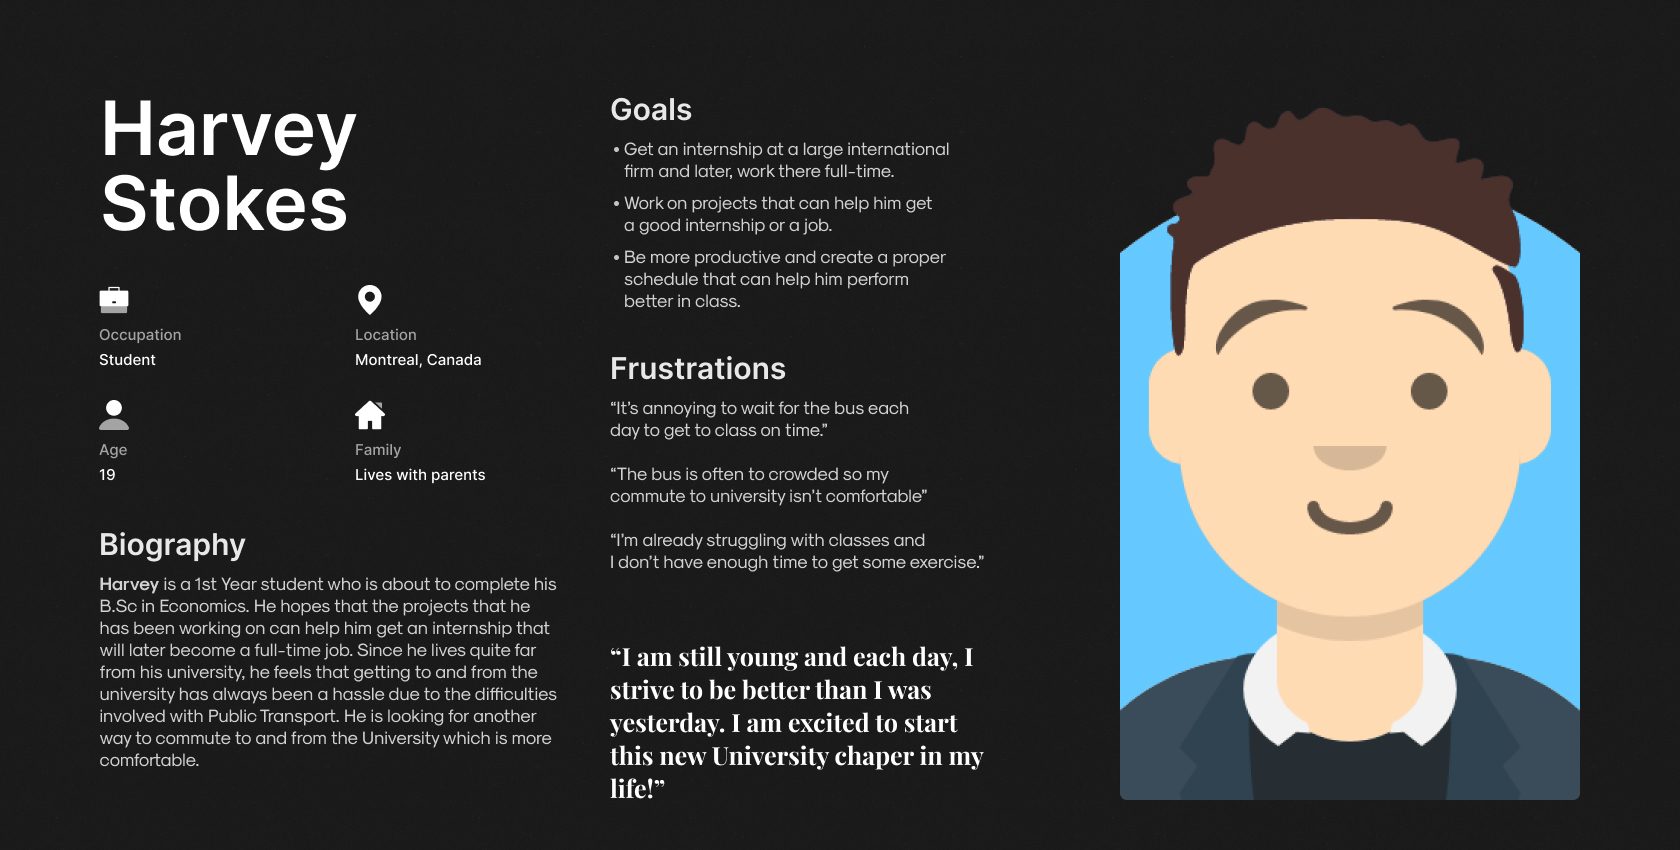 Harvey
Stokes
Occupation
Student
Location
Montreal, Canada
Age
19
Family
Lives with parents
Biography
Harvey is a 1st Year student who is about to complete his
B.Sc in Economics. He hopes that the projects that he
has been working on can help him get an internship that
will later become a full-time job. Since he lives quite far
from his university, he feels that getting to and from the
university has always been a hassle due to the difficulties
involved with Public Transport. He is looking for another
way to commute to and from the University which is more
comfortable.
Goals
• Get an internship at a large international
firm and later, work there full-time.
• Work on projects that can help him get
a good internship or a job.
• Be more productive and create a proper
schedule that can help him perform
better in class.
Frustrations
“It’s annoying to wait for the bus each
day to get to class on time.”
“The bus is often to crowded so my
commute to university isn’t comfortable”
“I’m already struggling with classes and
I don’t have enough time to get some exercise.”
“I am still young and each day, I
strive to be better than I was
yesterday. I am excited to start
this new University chaper in my
life!”